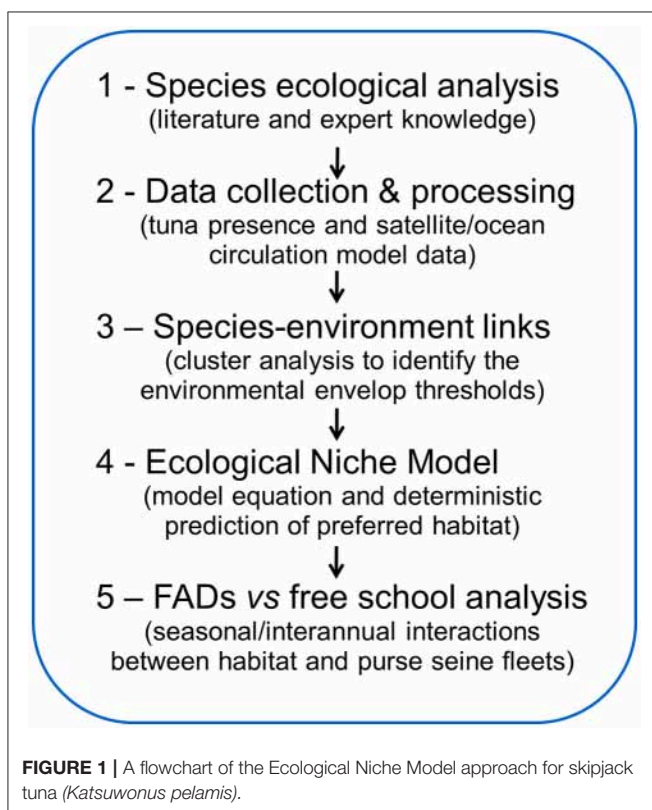 1 - Species ecological analysis
(literature and expert knowledge)
2 - Data collection & processing
(tuna presence and satellite/ocean
circulation model data)
3 – Species-environment links
(cluster analysis to identify the
environmental envelop thresholds)
4 - Ecological Niche Model
(model equation and deterministic
prediction of preferred habitat)
5 – FADs vs free school analysis
(seasonal/interannual interactions
between habitat and purse seine fleets)
FIGURE 1 | A flowchart of the Ecological Niche Model approach for skipjack
tuna (Katsuwonus pelamis).